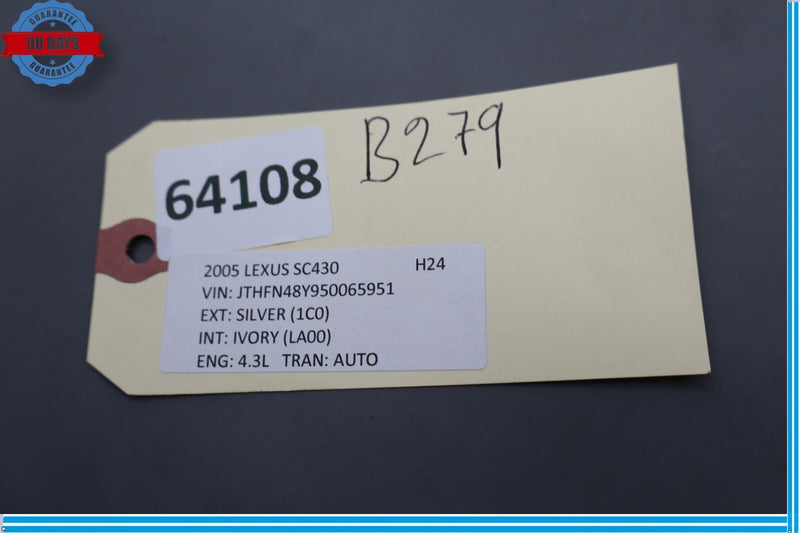 GUARANTEE
90 DAYS
GUARANTEE
B279
64108
2005 LEXUS SC430 H24
VIN: JTHFN48Y950065951
EXT: SILVER (1C0)
INT: IVORY (LA00)
ENG: 4.3L TRAN: AUTO